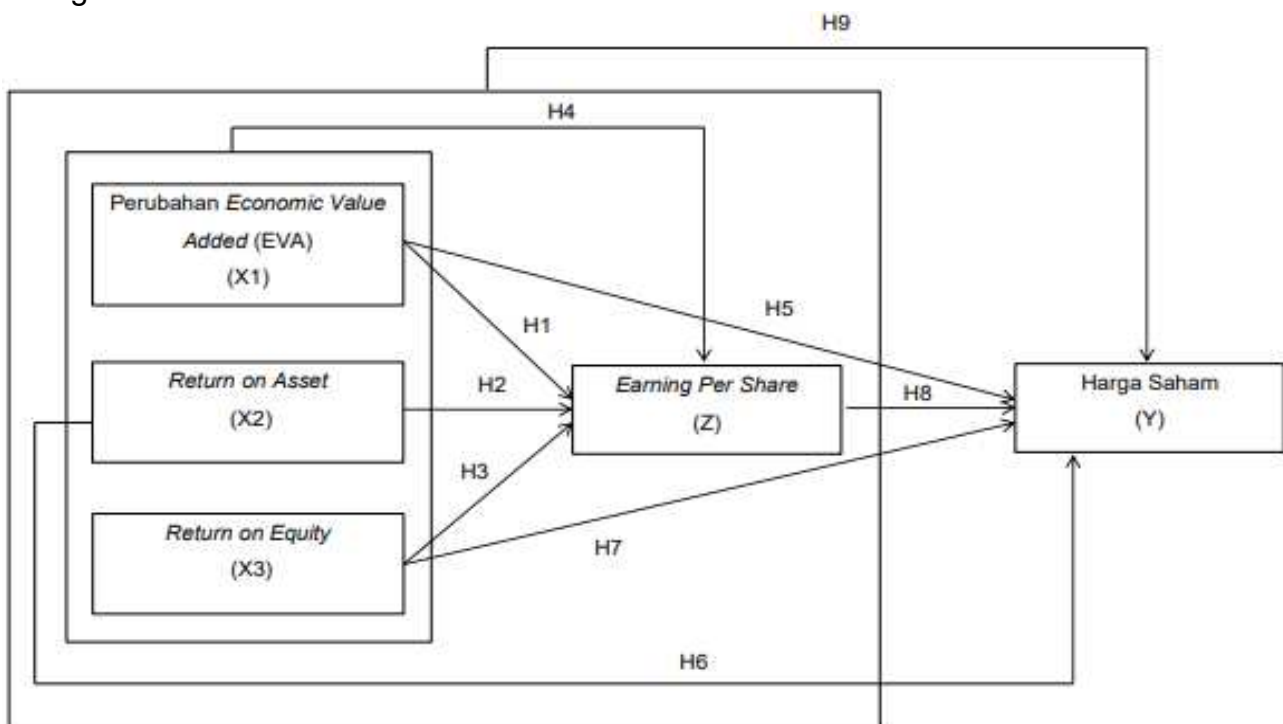 H9
H4
Perubahan Economic Value
Added (EVA)
(X1)
H5
H1
Return on Asset
(X2)
H2
Earning Per Share
(Z)
H8
Harga Saham
(Y)
H3
Return on Equity
(X3)
H7
H6